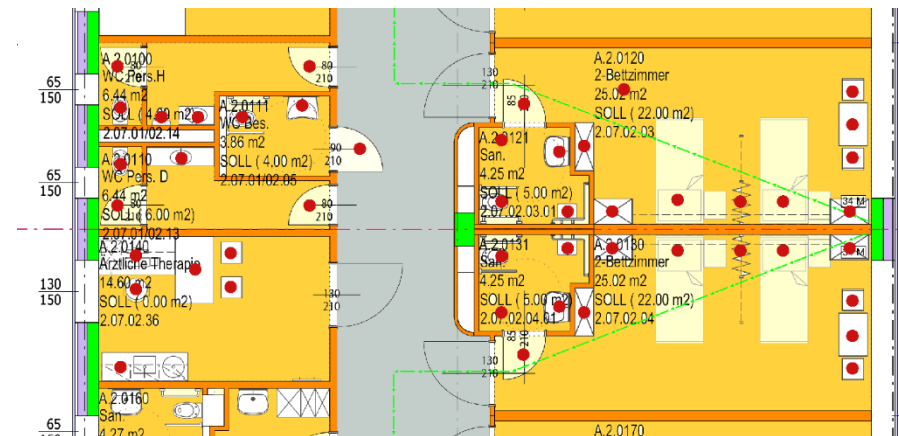 A.2.0100
WC Pers.H
6.44 m2
SOLL ( 4.00 m2)
2.07.01/02.14
A.2.0111
WC Bes.
3.86 m2
SOLL ( 4.00 m2)
2.07.01/02.05
A.2.0110
WC Pers. D
6.44 m2
SOLL ( 6.00 m2)
2.07.01/02.13
A.2.0140
Ärztliche Therapie
14.60 m2
SOLL ( 0.00 m2)
2.07.02.36
A.2.0160
San.
4.27 m2
A.2.0121
San.
4.25 m2
SOLL ( 5.00 m2)
2.07.02.03.01
A.2.0131
San.
4.25 m2
SOLL ( 5.00 m2)
2.07.02.04.01
A.2.0120
2-Bettzimmer
25.02 m2
SOLL ( 22.00 m2)
2.07.02.03
A.2.0130
2-Bettzimmer
25.02 m2
SOLL ( 22.00 m2)
2.07.02.04
A.2.0170
65
150
65
150
130
150
65
80
210
80
210
90
210
80
210
80
210
130
210
130
210
85
210
130
210
85
210
34 M